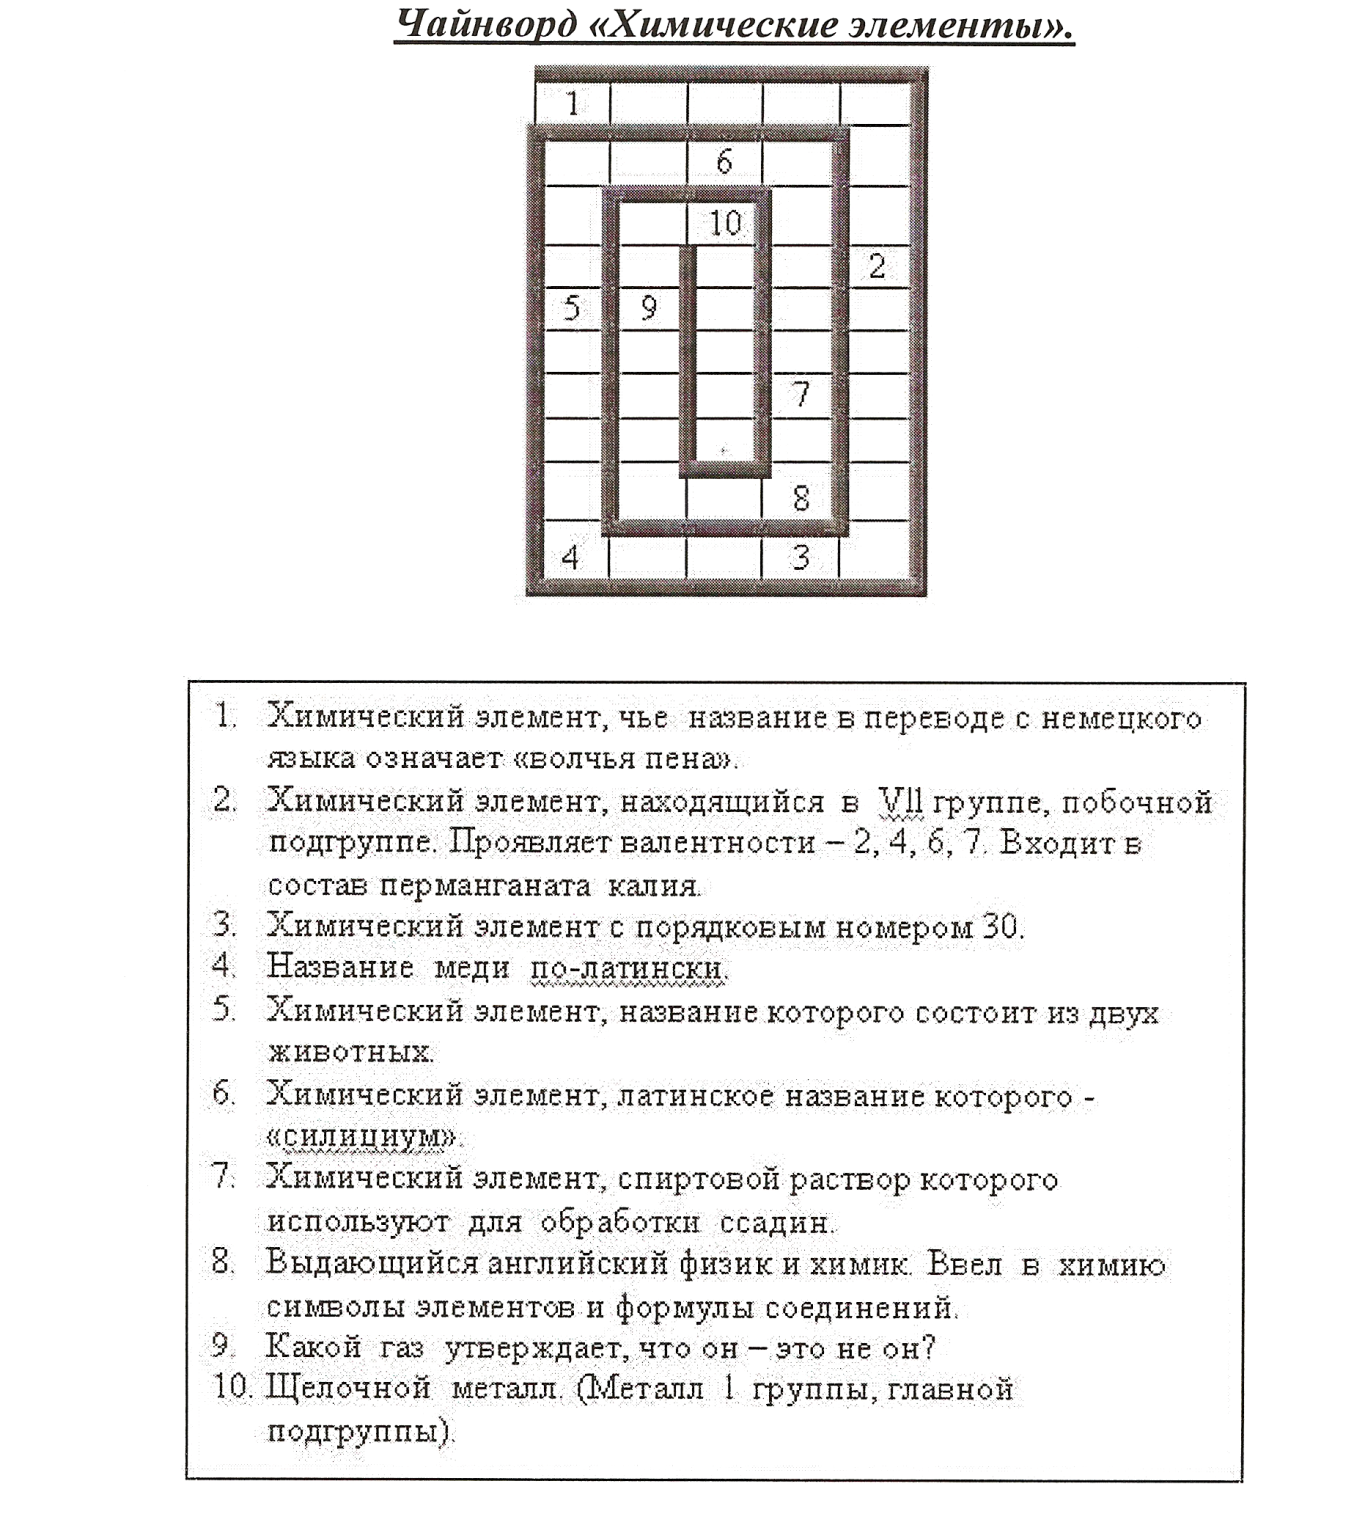 Чайнворд «Химические элементы».
1
6
10
2
5 9
7
8
4 3
1. Химический элемент, чье название в переводе с немецкого
языка означает «волчья пена».
2. Химический элемент, находящийся в Vll группе, побочной
подгруппе. Проявляет валентности – 2, 4, 6, 7. Входит в
состав перманганата калия.
3. Химический элемент с порядковым номером 30.
4. Название меди по-латински.
5. Химический элемент, название которого состоит из двух
животных.
6. Химический элемент, латинское название которого -
«силициум».
7. Химический элемент, спиртовой раствор которого
используют для обработки ссадин.
8. Выдающийся английский физик и химик. Ввел в химию
символы элементов и формулы соединений.
9. Какой газ утверждает, что он – это не он?
10. Щелочной металл. (Металл 1 группы, главной
подгруппы).